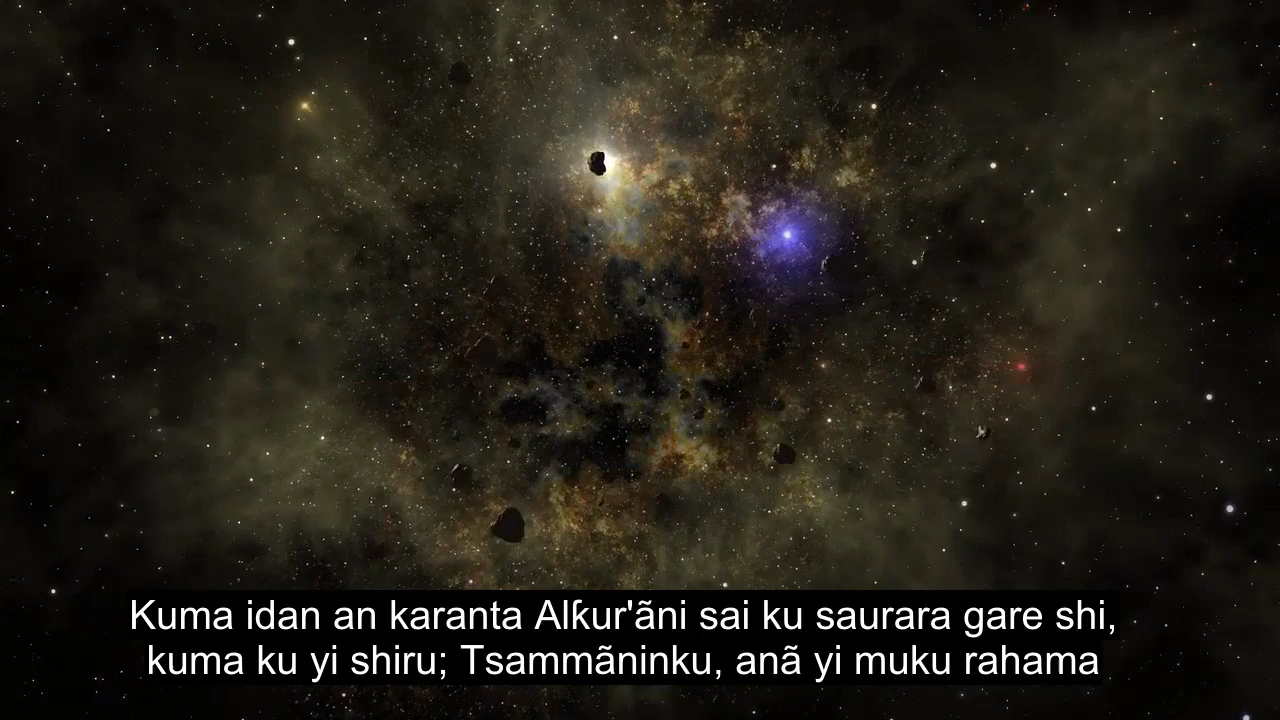 Kuma idan an karanta Alƙur'ãni sai ku saurara gare shi,
kuma ku yi shiru; Tsammãninku, anã yi muku rahama